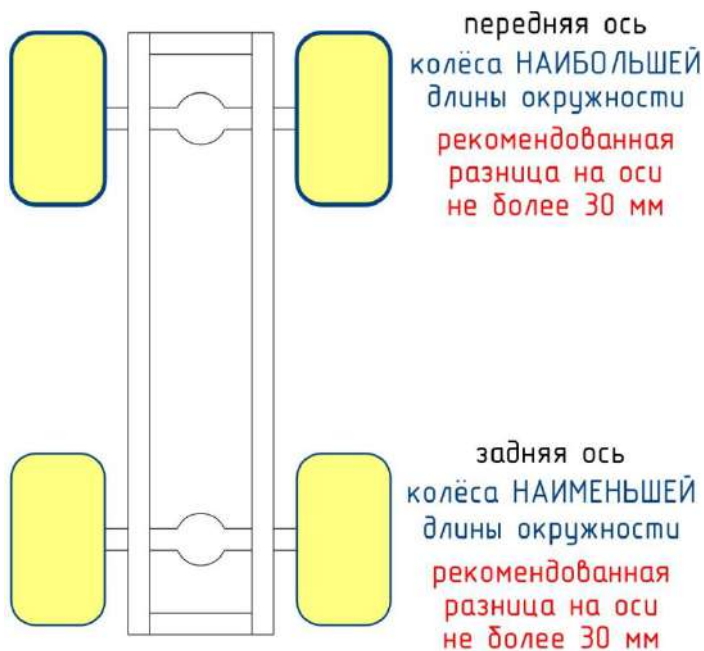 передняя ось
колёса НАИБОЛЬШЕЙ
длины окружности
рекомендованная
разница на оси
не более 30 мм
задняя ось
колёса НАИМЕНЬШЕЙ
длины окружности
рекомендованная
разница на оси
не более 30 мм